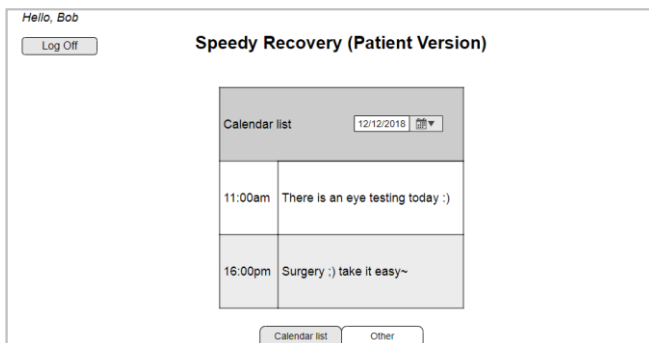 Hello, Bob
Log Off
Speedy Recovery (Patient Version)
Calendar list
12/12/2018
11:00am There is an eye testing today :)
16:00pm Surgery ;) take it easy~
Calendar list Other